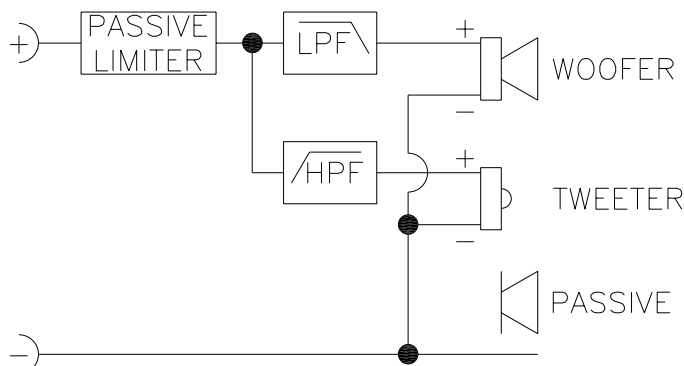 +
PASSIVE
LIMITER
LPF
+
WOOFER
−
HPF
+
TWEETER
−
PASSIVE
−